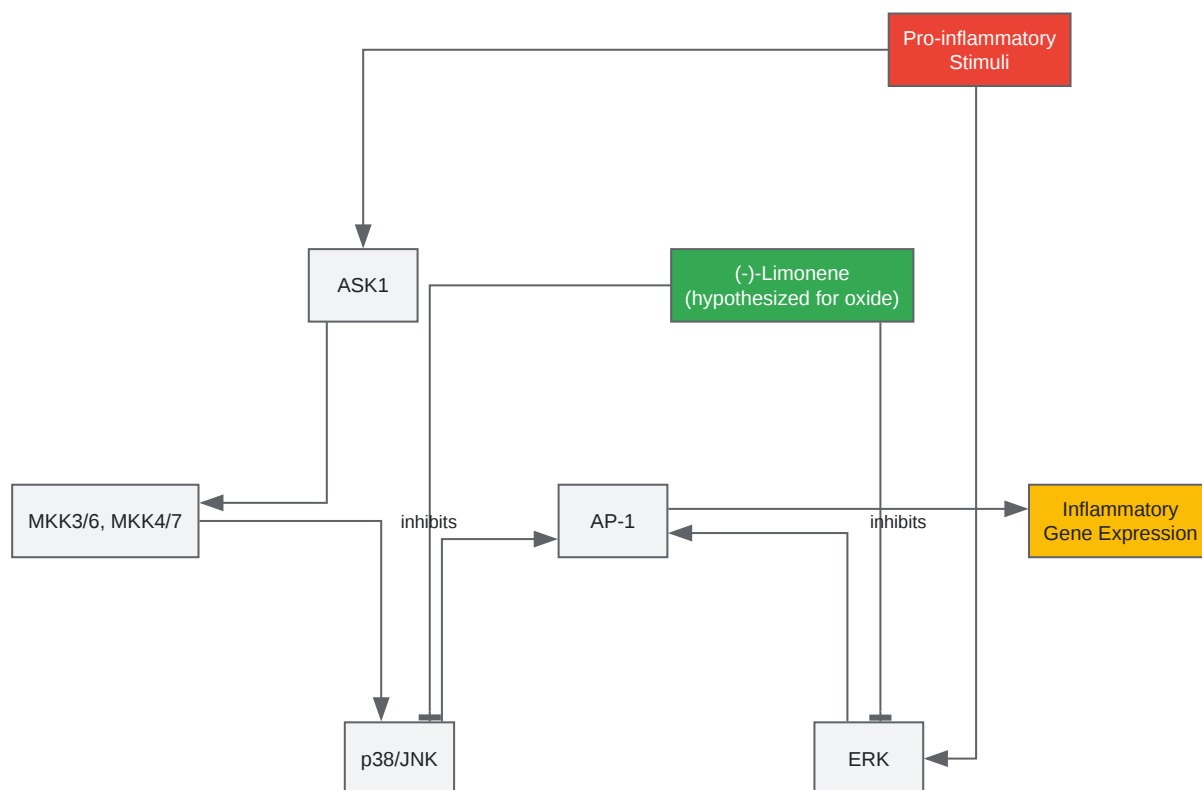 Pro-inflammatory
Stimuli
ASK1
(-)-Limonene
(hypothesized for oxide)
MKK3/6, MKK4/7
inhibits
AP-1
inhibits
Inflammatory
Gene Expression
p38/JNK
ERK